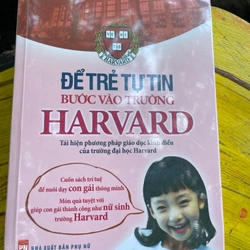 HARVARD
ĐỂ TRẺ TỰ TIN
BƯỚC VÀO TRƯỜNG
HARVARD
Tái hiện phương pháp giáo dục kinh điển
của trường đại học Harvard
Cuốn sách trí tuệ
để nuôi dạy con gái thông minh
Món quà tuyệt vời
giúp con gái thành công như nữ sinh
trường Harvard
NHÀ XUẤT BẢN PHỤ NỮ